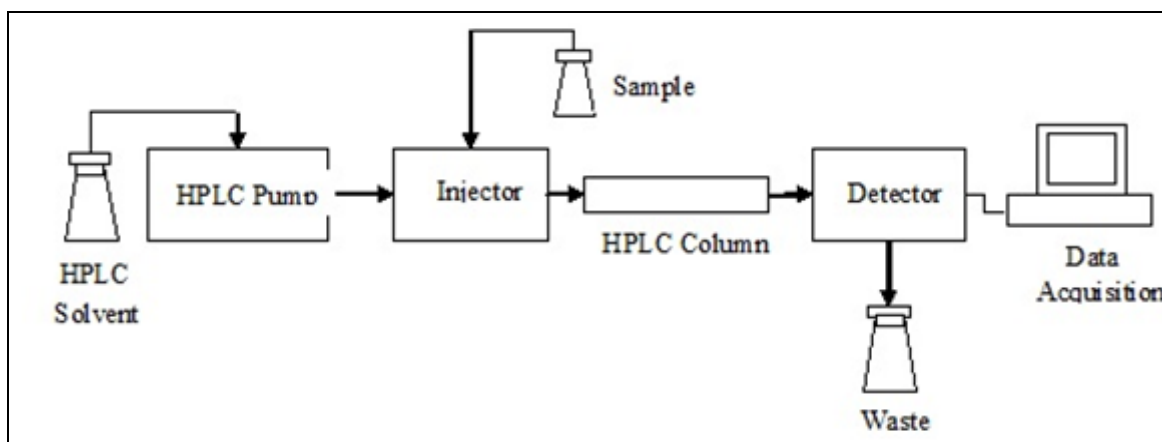 Sample
HPLC Pump
Injector
Detector
HPLC Column
HPLC
Solvent
Data
Acquisition
Waste